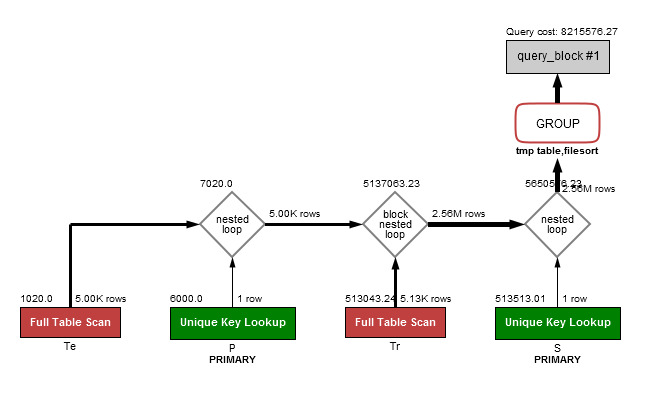 Query cost: 8215576.27
query_block #1
GROUP
tmp table,filesort
7020.0
5137063.23
nested
loop
5.00K rows
block
nested
loop
2.56M rows
nested
loop
2.56M rows
1020.0
5.00K rows
6000.0
1 row
513043.24
5.13K rows
513513.01
1 row
Full Table Scan
Unique Key Lookup
Full Table Scan
Unique Key Lookup
Te
P
Tr
S
PRIMARY
PRIMARY